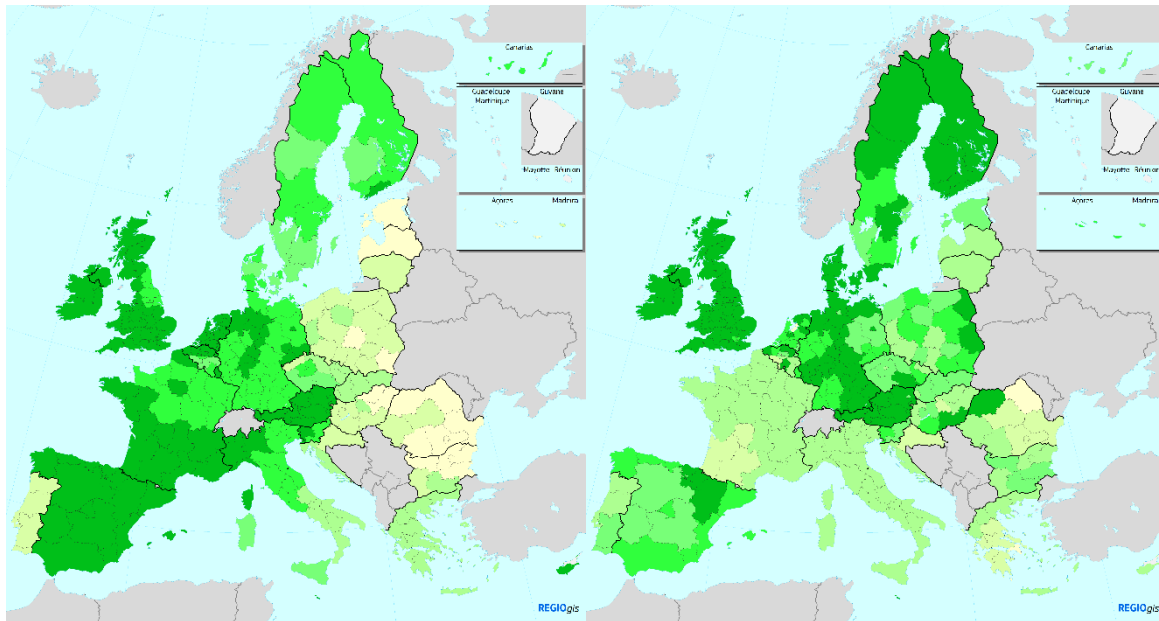 Canarias
Guadeloupe
Martinique
Guyane
Mayotte
Réunion
Açores
Madeira
REGIOgis
Canarias
Guadeloupe
Martinique
Guyane
Mayotte
Réunion
Açores
Madeira
REGIOgis